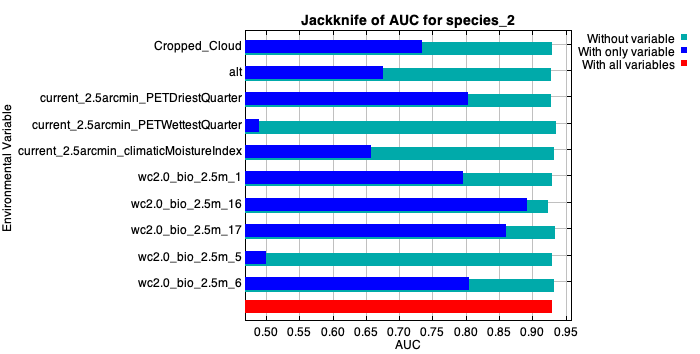 Jackknife of AUC for species_2
Without variable
With only variable
With all variables
Environmental Variable
Cropped_Cloud
alt
current_2.5arcmin_PETDriestQuarter
current_2.5arcmin_PETWettestQuarter
current_2.5arcmin_climaticMoistureIndex
wc2.0_bio_2.5m_1
wc2.0_bio_2.5m_16
wc2.0_bio_2.5m_17
wc2.0_bio_2.5m_5
wc2.0_bio_2.5m_6
0.50 0.55 0.60 0.65 0.70 0.75 0.80 0.85 0.90 0.95
AUC